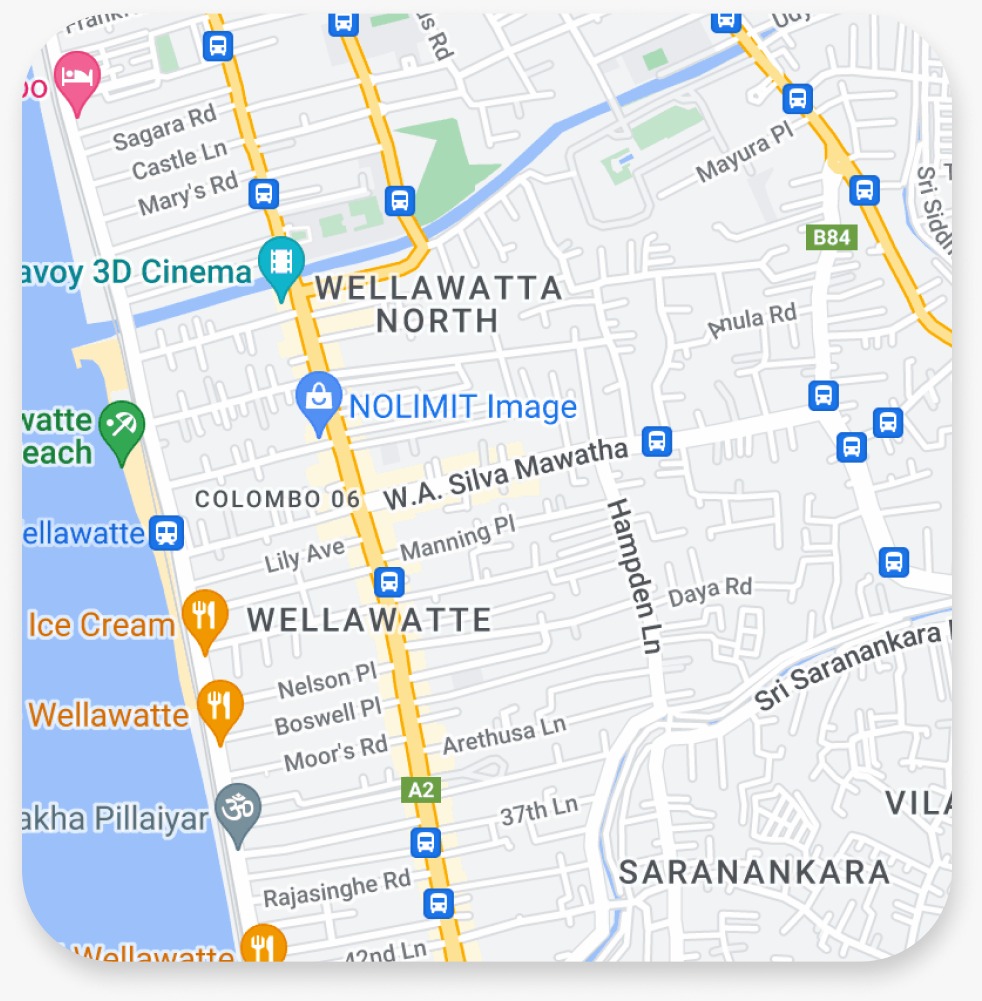 Sagara Rd
Castle Ln
Mary's Rd
Mayura Pl
B84
avoy 3D Cinema
WELLAWATTA
NORTH
Anula Rd
NOLIMIT Image
watte
each
W.A. Silva Mawatha
COLOMBO 06
ellawatte
Lily Ave
Manning Pl
Hampden Ln
Daya Rd
Ice Cream
WELLAWATTE
Nelson Pl
Wellawatte
Boswell Pl
Moor's Rd
Arethusa Ln
Sri Saranankara
A2
37th Ln
akha Pillaiyar
VILA
SARANANKARA
Rajasinghe Rd
42nd Ln
Wellawatte